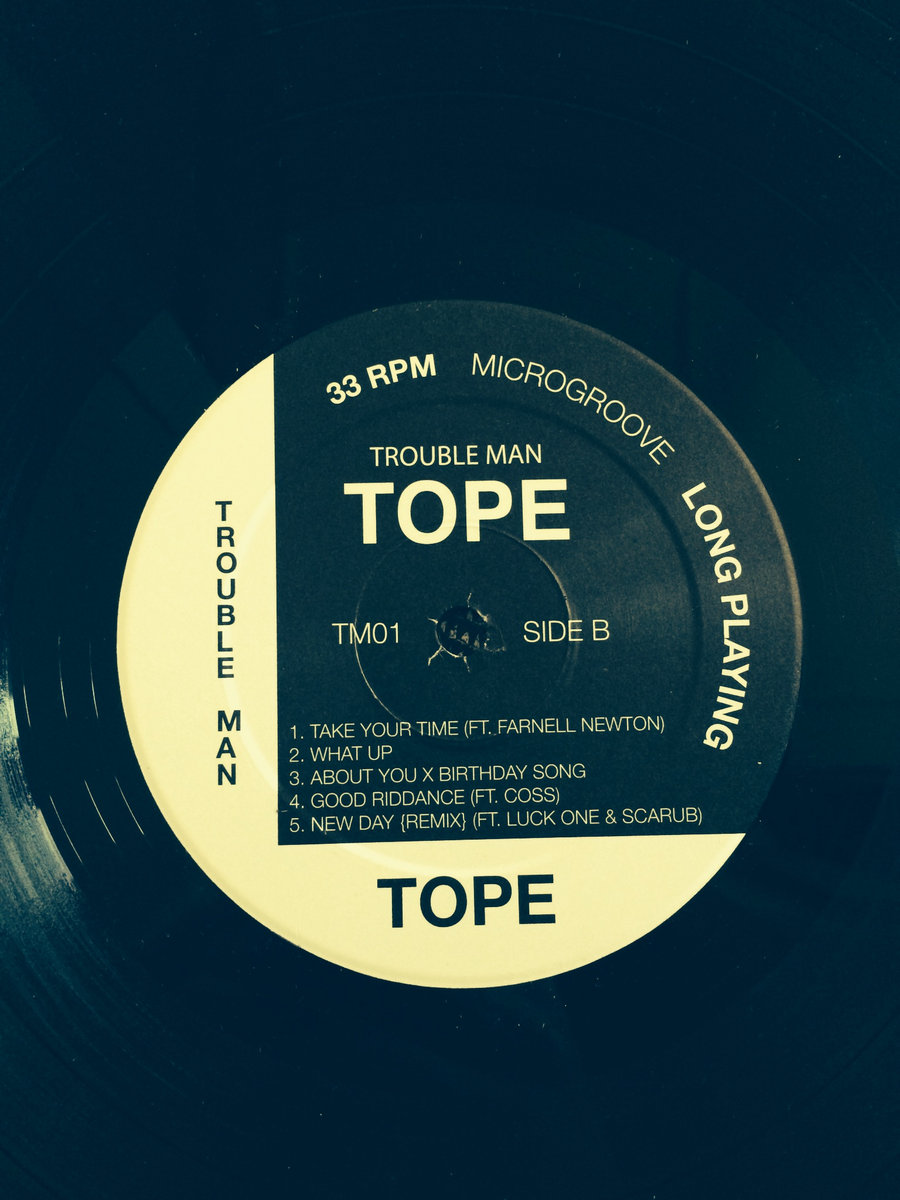 33 RPM MICROGROOVE LONG PLAYING
TROUBLE MAN
TOPE
TM01 SIDE B
1. TAKE YOUR TIME (FT. FARNELL NEWTON)
2. WHAT UP
3. ABOUT YOU X BIRTHDAY SONG
4. GOOD RIDDANCE (FT. COSS)
5. NEW DAY {REMIX} (FT. LUCK ONE & SCARUB)
TROUBLE MAN
TOPE